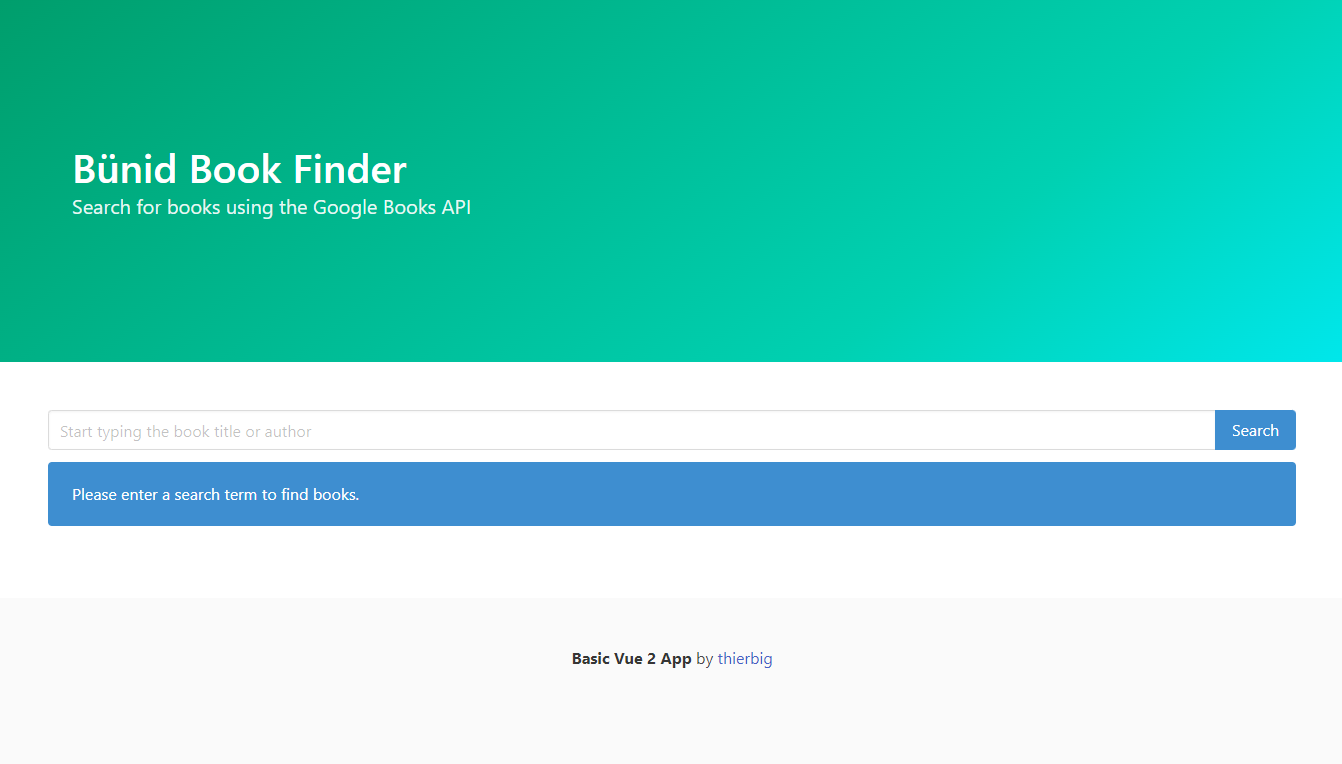 Bünid Book Finder
Search for books using the Google Books API
Start typing the book title or author
Search
Please enter a search term to find books.
Basic Vue 2 App by thierbig